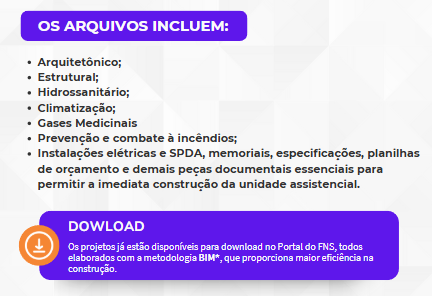 OS ARQUIVOS INCLUEM:
• Arquitetônico;
• Estrutural;
• Hidrossanitário;
• Climatização;
• Gases Medicinais
• Prevenção e combate à incêndios;
• Instalações elétricas e SPDA, memoriais, especificações, planilhas
de orçamento e demais peças documentais essenciais para
permitir a imediata construção da unidade assistencial.
DOWLOAD
Os projetos já estão disponíveis para download no Portal do FNS, todos
elaborados com a metodologia BIM*, que proporciona maior eficiência na
construção.